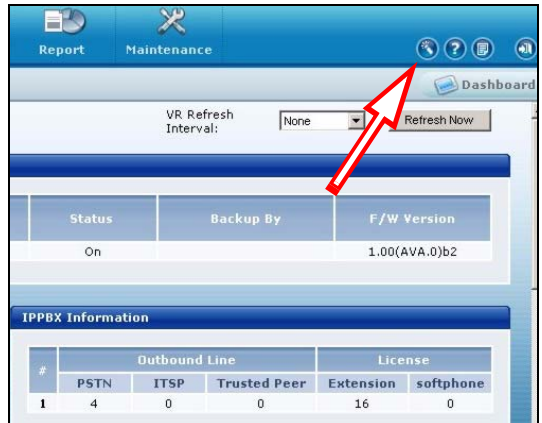 Report Maintenance
?
Dashboard
VR Refresh
Interval:
None
Refresh Now
Status Backup By F/W Version
On 1.00(AVA.0)b2
IPPBX Information
# Outbound Line License
PSTN ITSP Trusted Peer Extension softphone
1 4 0 0 16 0